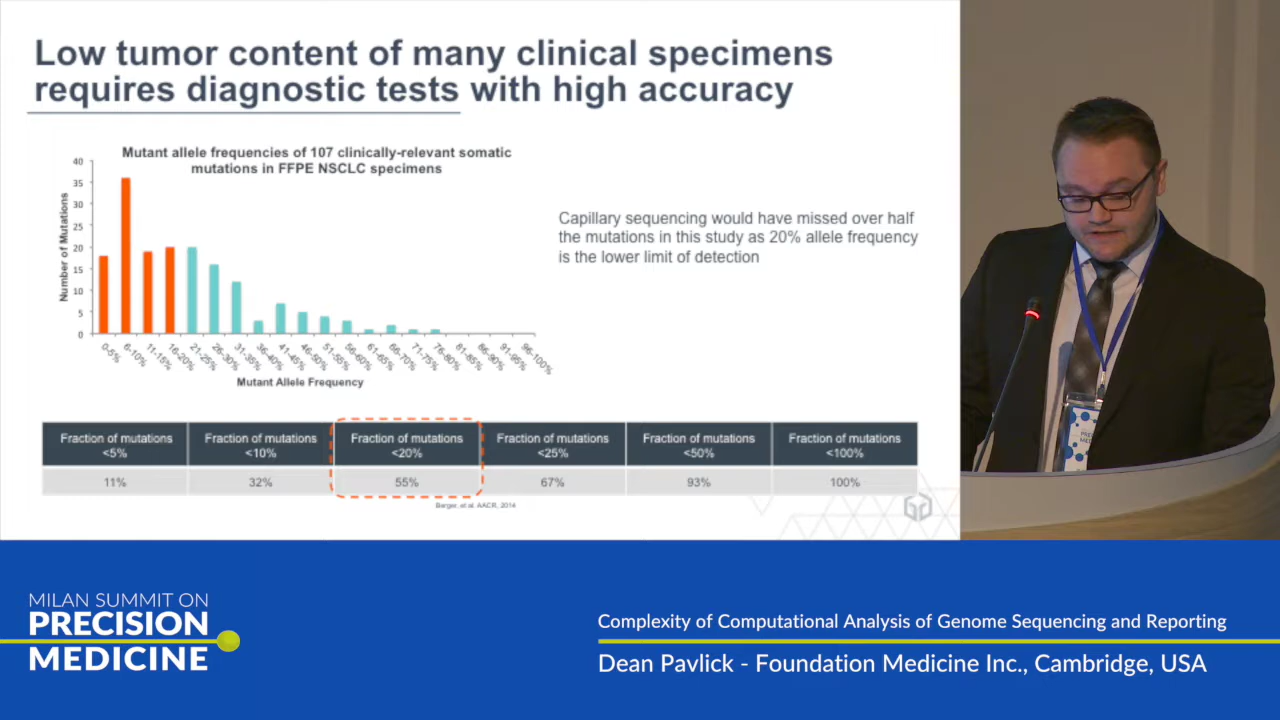 Low tumor content of many clinical specimens
requires diagnostic tests with high accuracy
Mutant allele frequencies of 107 clinically-relevant somatic
mutations in FFPE NSCLC specimens
Number of Mutations
40
35
30
25
20
15
10
5
0
0-5%
6-10%
11-15%
16-20%
21-25%
26-30%
31-35%
36-40%
41-45%
46-50%
51-55%
56-60%
61-65%
66-70%
71-75%
76-80%
81-85%
86-90%
91-95%
96-100%
Mutant Allele Frequency
Capillary sequencing would have missed over half
the mutations in this study as 20% allele frequency
is the lower limit of detection
Fraction of mutations
<5%
Fraction of mutations
<10%
Fraction of mutations
<20%
Fraction of mutations
<25%
Fraction of mutations
<50%
Fraction of mutations
<100%
11%
32%
55%
67%
93%
100%
Berger, et al. AACR, 2014
MILAN SUMMIT ON
PRECISION
MEDICINE
Complexity of Computational Analysis of Genome Sequencing and Reporting
Dean Pavlick - Foundation Medicine Inc., Cambridge, USA